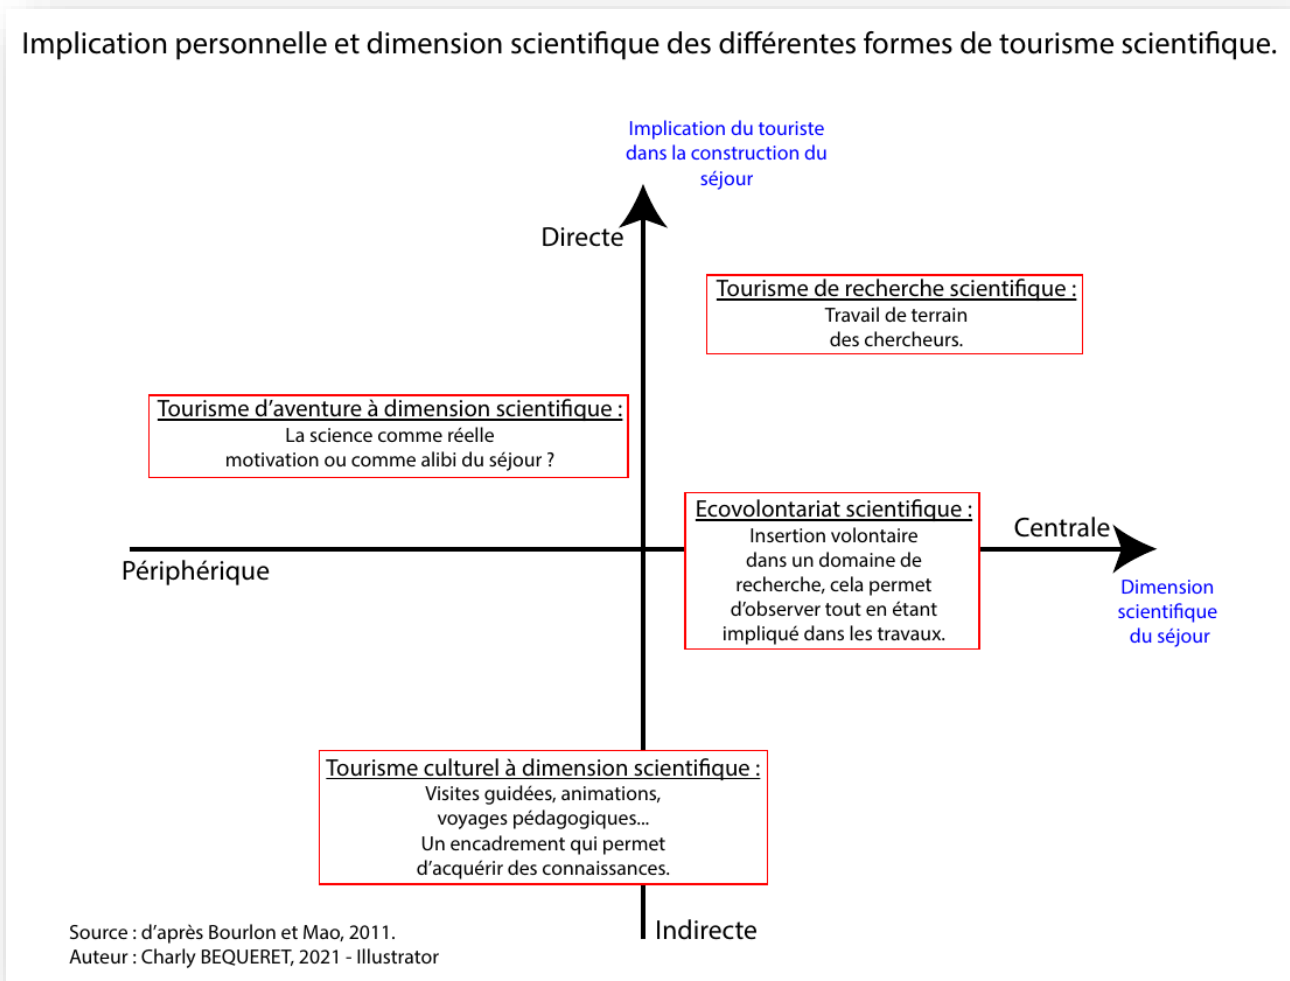 Implication personnelle et dimension scientifique des différentes formes de tourisme scientifique.
Implication du touriste
dans la construction du
séjour
Directe
Tourisme de recherche scientifique :
Travail de terrain
des chercheurs.
Tourisme d'aventure à dimension scientifique :
La science comme réelle
motivation ou comme alibi du séjour ?
Ecovolontariat scientifique :
Insertion volontaire
dans un domaine de
recherche, cela permet
d'observer tout en étant
impliqué dans les travaux.
Centrale
Périphérique
Dimension
scientifique
du séjour
Tourisme culturel à dimension scientifique :
Visites guidées, animations,
voyages pédagogiques...
Un encadrement qui permet
d'acquérir des connaissances.
Indirecte
Source : d'après Bourlon et Mao, 2011.
Auteur : Charly BEQUERET, 2021 - Illustrator